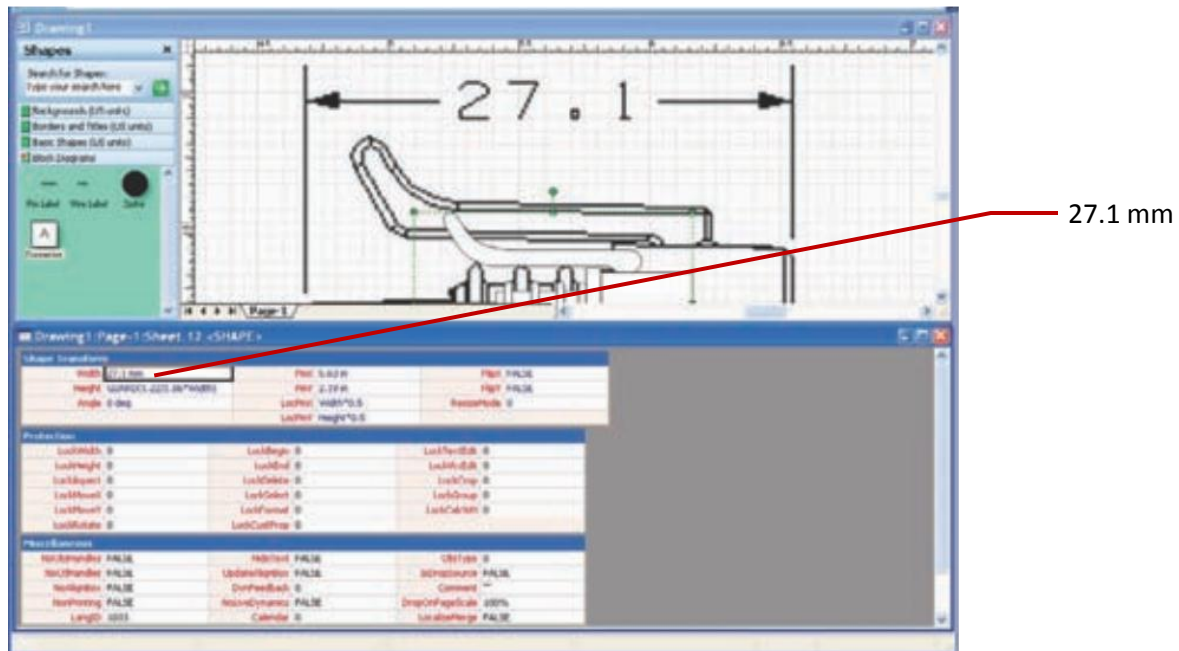 Drawing1
Shapes
Search for Shapes:
Type your search here
Backgrounds (US units)
Borders and Titles (US units)
Basic Shapes (US units)
Block Diagrams
Pin Label Wire Label
Connector
27.1
27.1 mm
Page-1
Drawing1:Page-1:Sheet.12 <SHAPE>
Shape Transform
Width 27.1 mm PinX FlipX FALSE
Height PinY FlipY FALSE
Angle 0 deg LocPinX Width*0.5 ResizeMode 0
LocPinY Height*0.5
Protection
LockWidth 0 LockBegin 0 LockTextEdit 0
LockHeight 0 LockEnd 0 LockVtxEdit 0
LockAspect 0 LockDelete 0 LockCrop 0
LockMoveX 0 LockSelect 0 LockGroup 0
LockMoveY 0 LockFormat 0 LockCalcWH 0
LockRotate 0 LockCustProp 0
Miscellaneous
NoObjHandles FALSE HideText FALSE ObjType 0
NoCtlHandles FALSE UpdateAlignBox FALSE IsDropSource FALSE
NoAlignBox FALSE DynFeedback 0 Comment ""
NonPrinting FALSE NoLiveDynamics FALSE DropOnPageScale 100%
LangID 1033 Calendar 0 LocalizeMerge FALSE